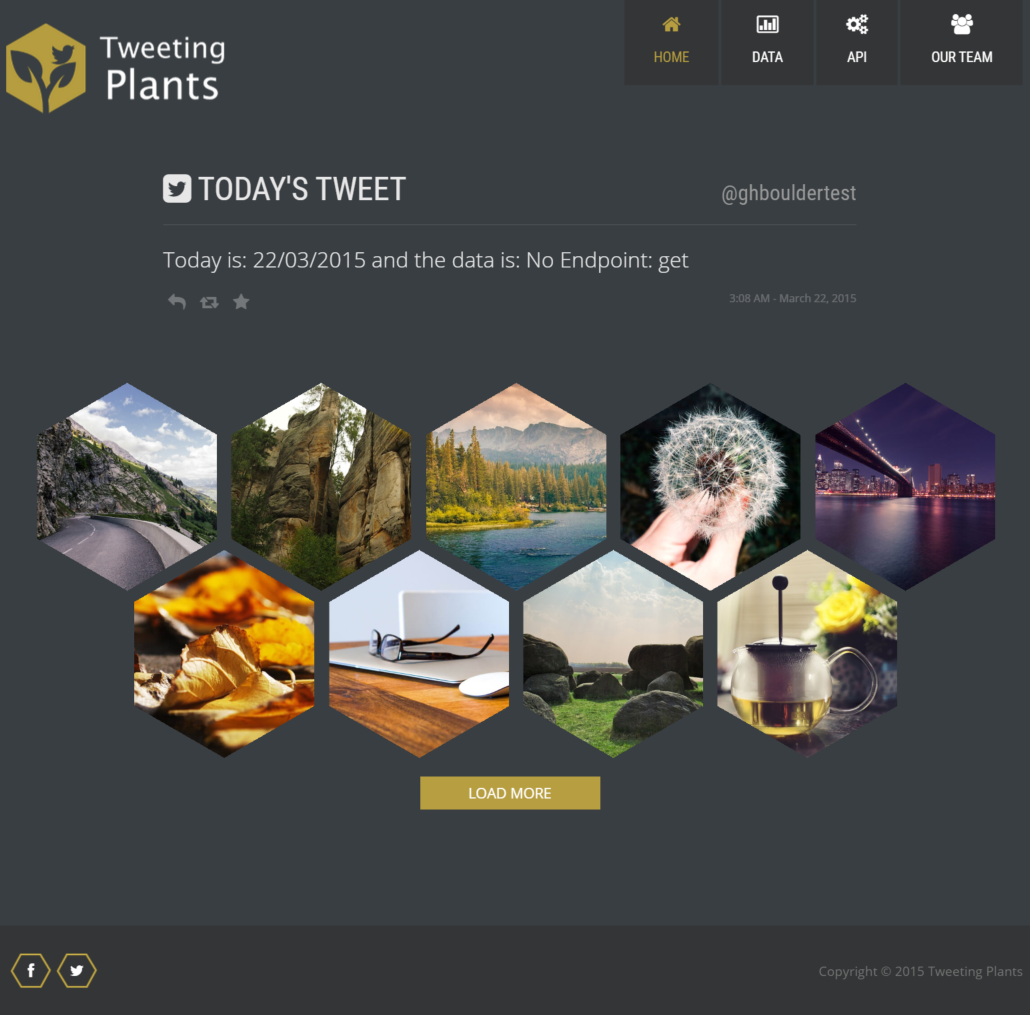 Tweeting
Plants
HOME
DATA
API
OUR TEAM
TODAY'S TWEET
@ghbouldertest
Today is: 22/03/2015 and the data is: No Endpoint: get
3:08 AM - March 22, 2015
LOAD MORE
f
Copyright © 2015 Tweeting Plants